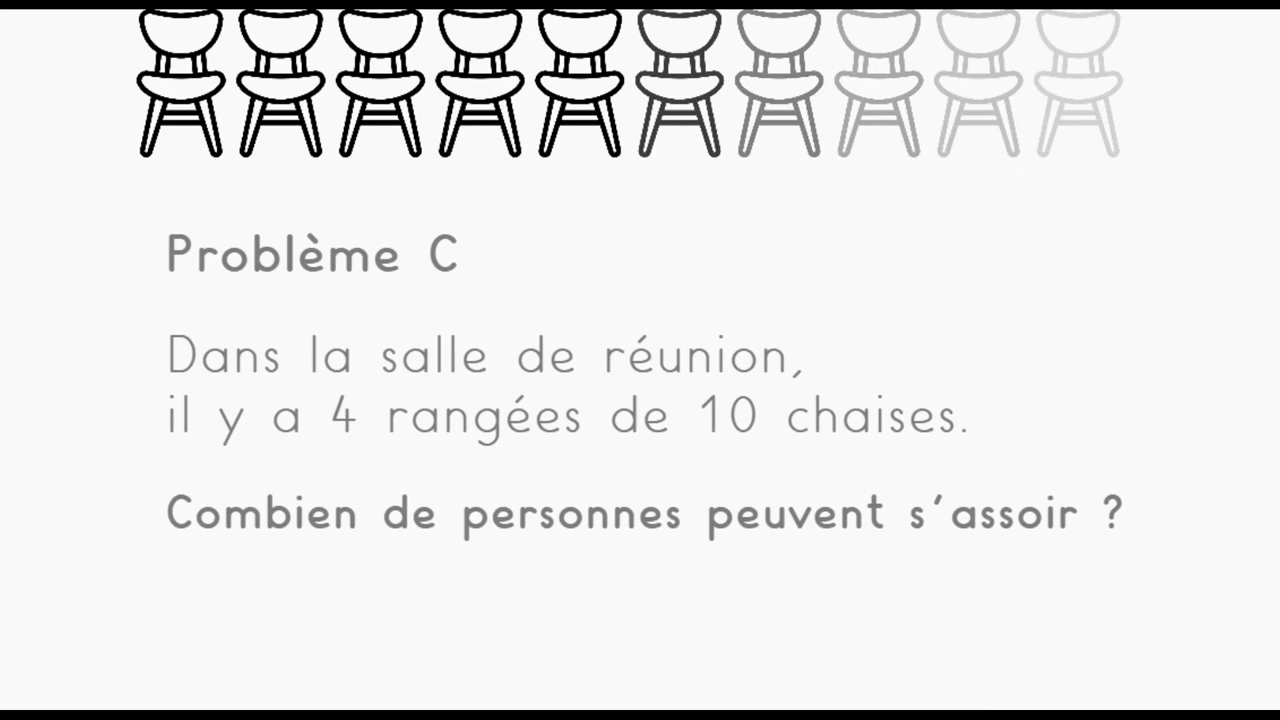 Problème C
Dans la salle de réunion,
il y a 4 rangées de 10 chaises.
Combien de personnes peuvent s'assoir ?